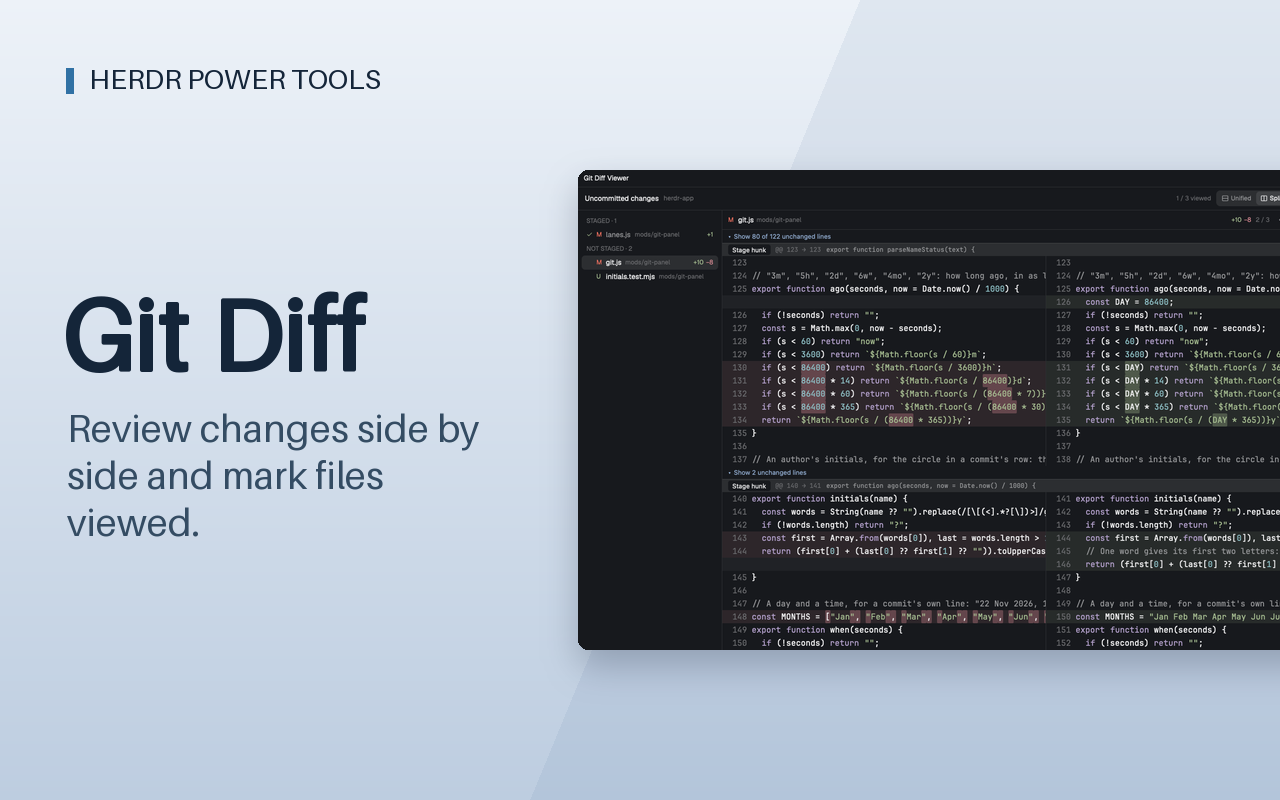 HERDR POWER TOOLS
Git Diff
Review changes side by
side and mark files
viewed.
Git Diff Viewer
Uncommitted changes herdr-app
1 / 3 viewed Unified
STAGED · 1
✓ M lanes.js mods/git-panel +1
NOT STAGED · 2
M git.js mods/git-panel +10 −8
U initials.test.mjs mods/git-panel
M git.js mods/git-panel +10 −8 2 / 3
Show 80 of 122 unchanged lines
Stage hunk @@ 123 → 123 export function parseNameStatus(text) {
123
124 // "3m", "5h", "2d", "6w", "4mo", "2y": how long ago, in as
125 export function ago(seconds, now = Date.now() / 1000) {
126 if (!seconds) return "";
127 const s = Math.max(0, now - seconds);
128 if (s < 60) return "now";
129 if (s < 3600) return `${Math.floor(s / 60)}m`;
130 if (s < 86400) return `${Math.floor(s / 3600)}h`;
131 if (s < 86400 * 14) return `${Math.floor(s / 86400)}d`;
132 if (s < 86400 * 60) return `${Math.floor(s / (86400 * 7))}
133 if (s < 86400 * 365) return `${Math.floor(s / (86400 * 30)
134 return `${Math.floor(s / (86400 * 365))}y`;
135 }
136
137 // An author's initials, for the circle in a commit's row:
123
124 // "3m", "5h", "2d", "6w", "4mo", "2y":
125 export function ago(seconds, now =
126 const DAY = 86400;
127 if (!seconds) return "";
128 const s = Math.max(0, now - seconds);
129 if (s < 60) return "now";
130 if (s < 3600) return `${Math.floor(s /
131 if (s < DAY) return `${Math.floor(s /
132 if (s < DAY * 14) return
133 if (s < DAY * 60) return
134 if (s < DAY * 365) return
135 return `${Math.floor(s / (DAY * 365))}y`
136 }
137
138 // An author's initials, for the circle in
Show 2 unchanged lines
Stage hunk @@ 140 → 141 export function ago(seconds, now = Date.now() / 1000) {
140 export function initials(name) {
141 const words = String(name ?? "").replace(/[\[(<].*?[\])>]/
142 if (!words.length) return "?";
143 const first = Array.from(words[0]), last = words.length >
144 return (first[0] + (last[0] ?? first[1] ?? "")).toUpperCas
145 }
146
147 // A day and a time, for a commit's own line: "22 Nov 2026,
148 const MONTHS = ["Jan", "Feb", "Mar", "Apr", "May", "Jun",
149 export function when(seconds) {
150 if (!seconds) return "";
141 export function initials(name) {
142 const words = String(name ?? "").replace
143 if (!words.length) return "?";
144 const first = Array.from(words[0]), last
145 // One word gives its first two letters:
146 return (first[0] + (last[0] ?? first[1]
147 }
148
149 // A day and a time, for a commit's own
150 const MONTHS = "Jan Feb Mar Apr May Jun
151 export function when(seconds) {
152 if (!seconds) return "";